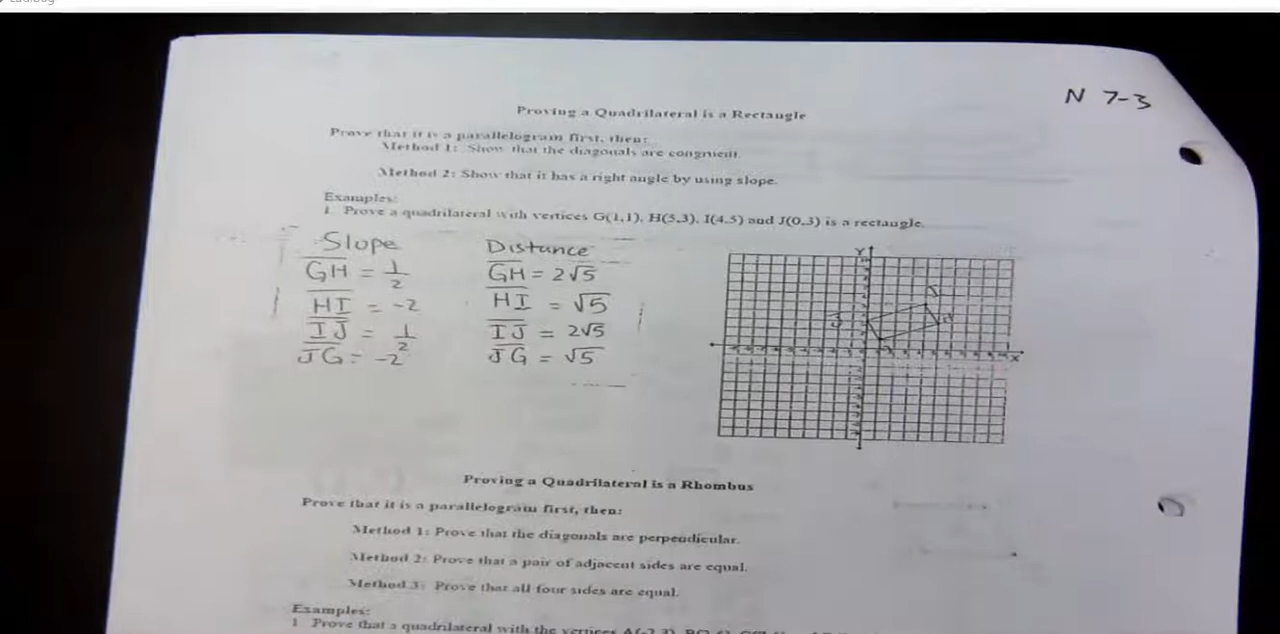 N 7-3
Proving a Quadrilateral is a Rectangle
Prove that it is a parallelogram first, then:
Method 1: Show that the diagonals are congruent.
Method 2: Show that it has a right angle by using slope.
Examples:
1. Prove a quadrilateral with vertices G(1,1), H(5,3), I(4,5) and J(0,3) is a rectangle.
Slope
GH = 1/2
HI = -2
IJ = 1/2
JG = -2
Distance
GH = 2√5
HI = √5
IJ = 2√5
JG = √5
Y
X
Proving a Quadrilateral is a Rhombus
Prove that it is a parallelogram first, then:
Method 1: Prove that the diagonals are perpendicular.
Method 2: Prove that a pair of adjacent sides are equal.
Method 3: Prove that all four sides are equal.
Examples:
1. Prove that a quadrilateral with the vertices A(-2,3),